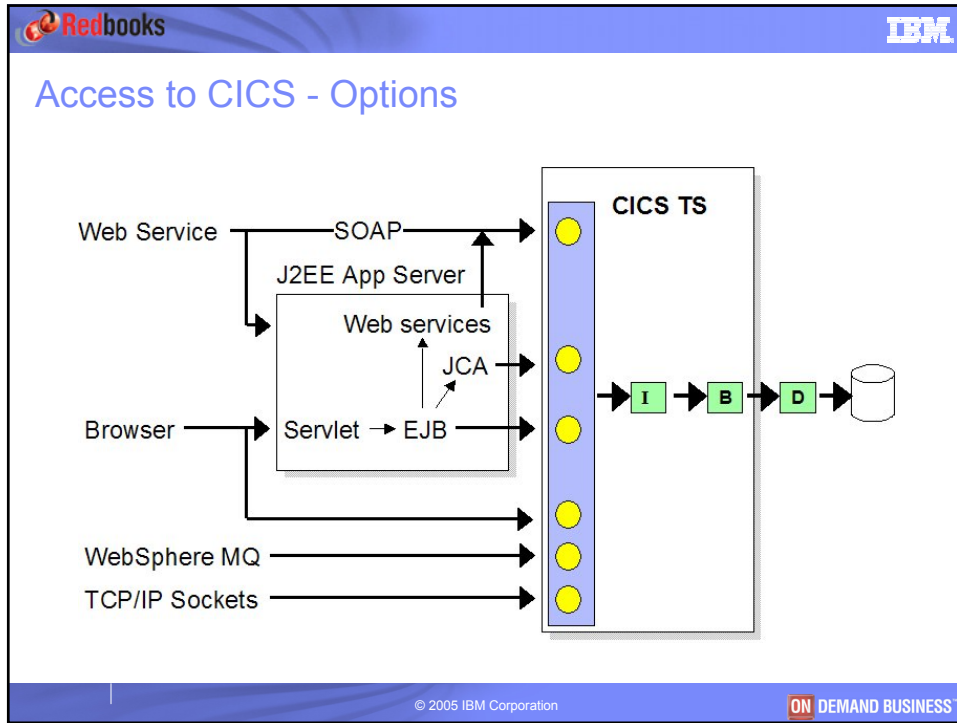 Redbooks
IBM.
Access to CICS - Options
CICS TS
Web Service
SOAP
J2EE App Server
Web services
JCA
I
B
D
Browser
Servlet
EJB
WebSphere MQ
TCP/IP Sockets
© 2005 IBM Corporation
ON DEMAND BUSINESS™